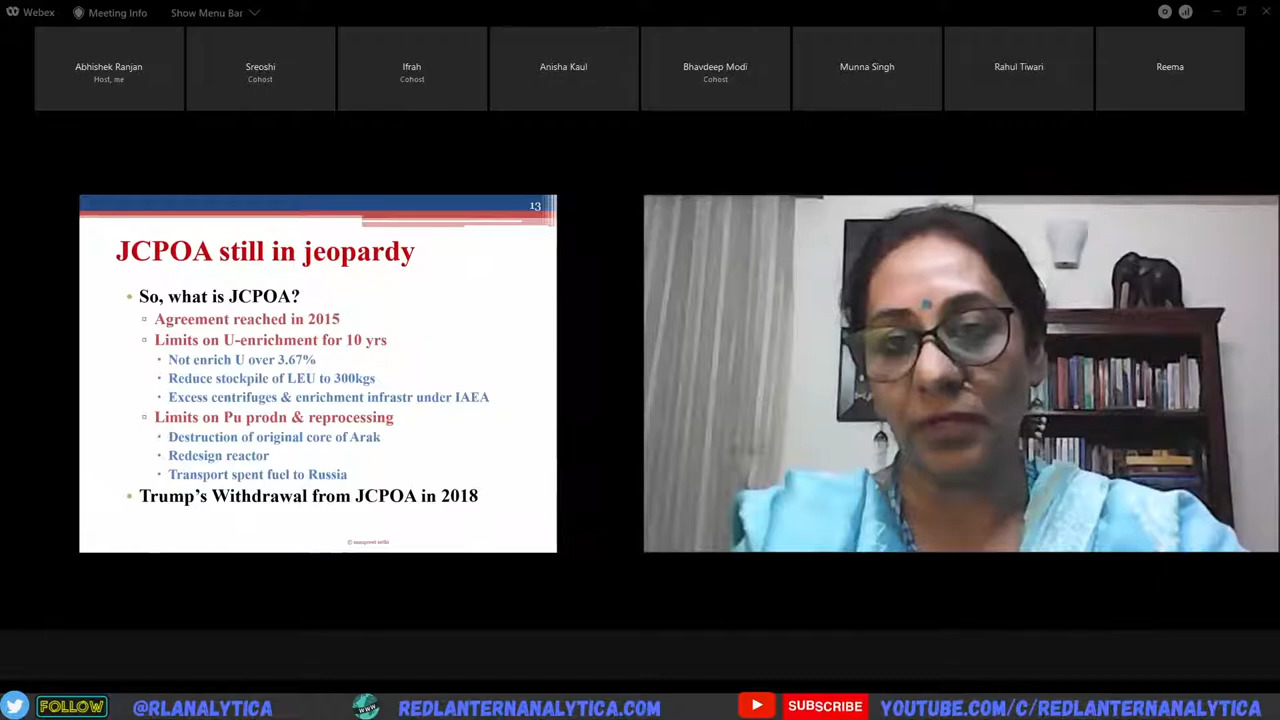 Webex
Meeting Info
Show Menu Bar
Abhishek Ranjan
Host, me
Sreoshi
Cohost
Ifrah
Cohost
Anisha Kaul
Bhavdeep Modi
Cohost
Munna Singh
Rahul Tiwari
Reema
13
JCPOA still in jeopardy
• So, what is JCPOA?
▫ Agreement reached in 2015
▫ Limits on U-enrichment for 10 yrs
▪ Not enrich U over 3.67%
▪ Reduce stockpile of LEU to 300kgs
▪ Excess centrifuges & enrichment infrastr under IAEA
▫ Limits on Pu prodn & reprocessing
▪ Destruction of original core of Arak
▪ Redesign reactor
▪ Transport spent fuel to Russia
• Trump's Withdrawal from JCPOA in 2018
© manpreet sethi
FOLLOW
@RLANALYTICA
WWW
REDLANTERNANALYTICA.COM
SUBSCRIBE
YOUTUBE.COM/C/REDLANTERNANALYTICA